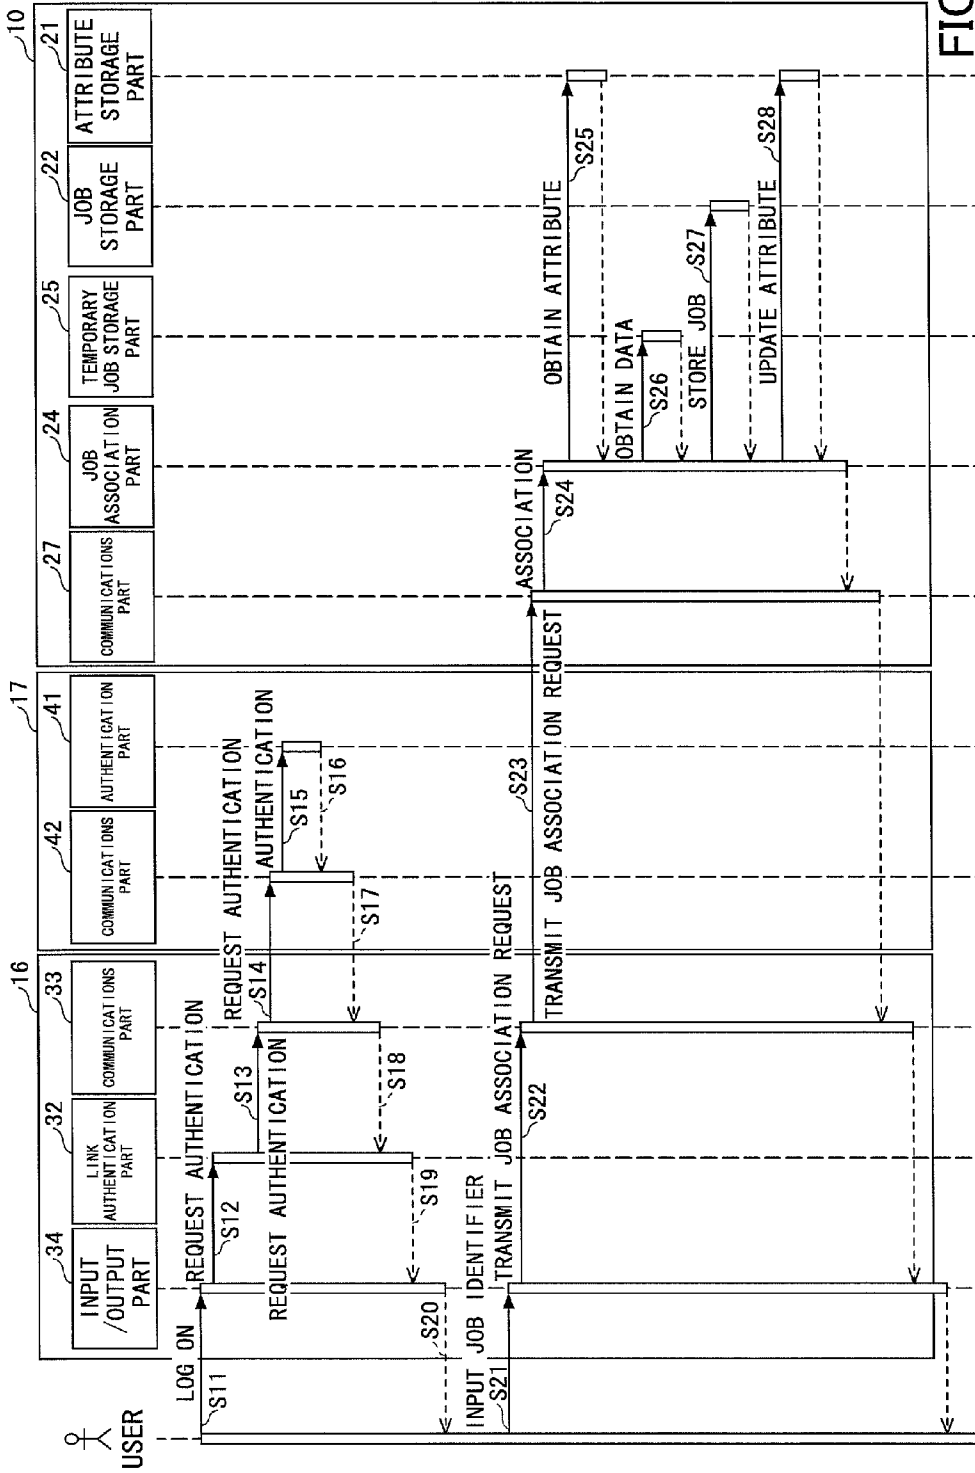 USER
16
34
INPUT
/OUTPUT
PART
32
LINK
AUTHENTICATION
PART
33
COMMUNICATIONS
PART
17
42
COMMUNICATIONS
PART
41
AUTHENTICATION
PART
10
27
COMMUNICATIONS
PART
24
JOB
ASSOCIATION
PART
25
TEMPORARY
JOB STORAGE
PART
22
JOB
STORAGE
PART
21
ATTRIBUTE
STORAGE
PART
LOG ON
S11
REQUEST AUTHENTICATION
S12
S13
REQUEST AUTHENTICATION
REQUEST AUTHENTICATION
S14
AUTHENTICATION
S15
S16
S17
S18
S19
S20
INPUT JOB IDENTIFIER
S21
TRANSMIT JOB ASSOCIATION REQUEST
S22
S23
TRANSMIT JOB ASSOCIATION REQUEST
ASSOCIATION
S24
OBTAIN ATTRIBUTE
S25
OBTAIN DATA
S26
STORE JOB
S27
UPDATE ATTRIBUTE
S28
FIG